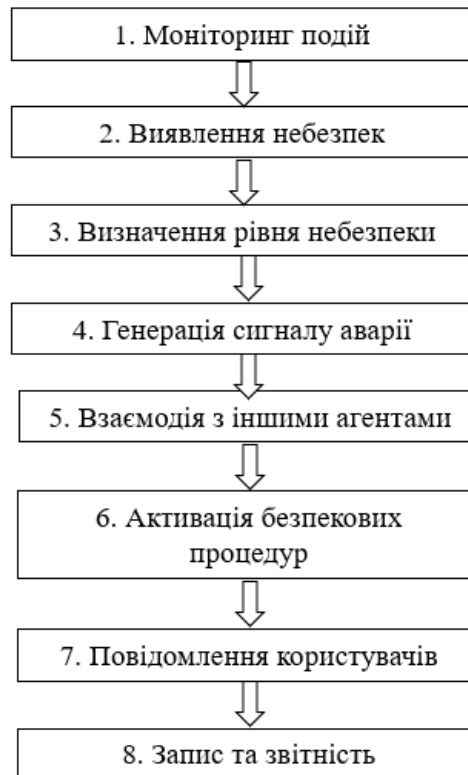 1. Моніторинг подій
2. Виявлення небезпек
3. Визначення рівня небезпеки
4. Генерація сигналу аварії
5. Взаємодія з іншими агентами
6. Активація безпекових
процедур
7. Повідомлення користувачів
8. Запис та звітність